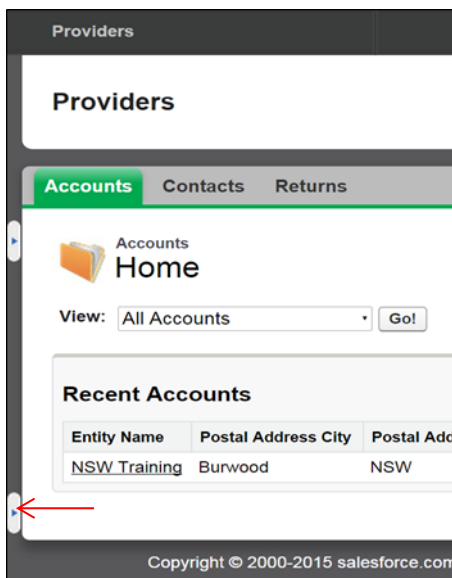 Providers
Providers
Accounts Contacts Returns
Accounts
Home
View: All Accounts Go!
Recent Accounts
Entity Name Postal Address City Postal Add
NSW Training Burwood NSW
Copyright © 2000-2015 salesforce.com